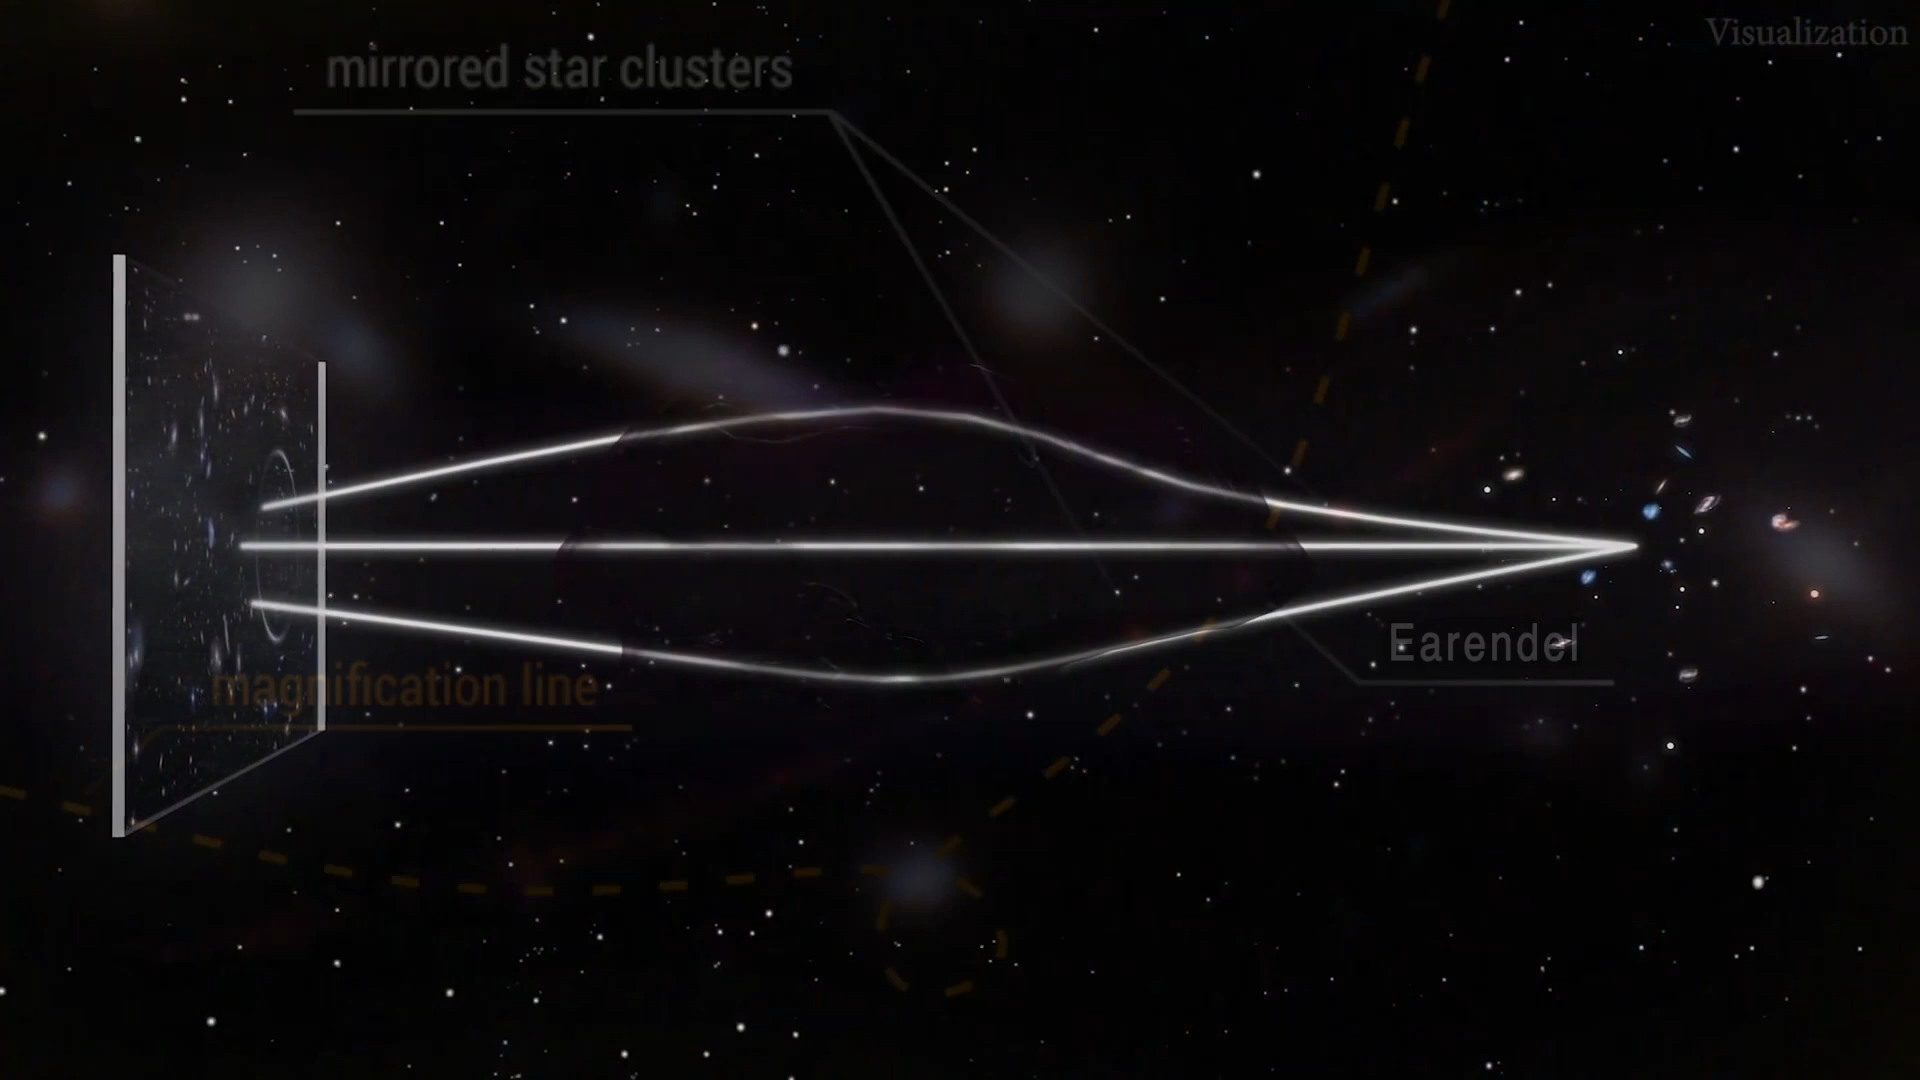 Visualization
mirrored star clusters
Earendel
magnification line